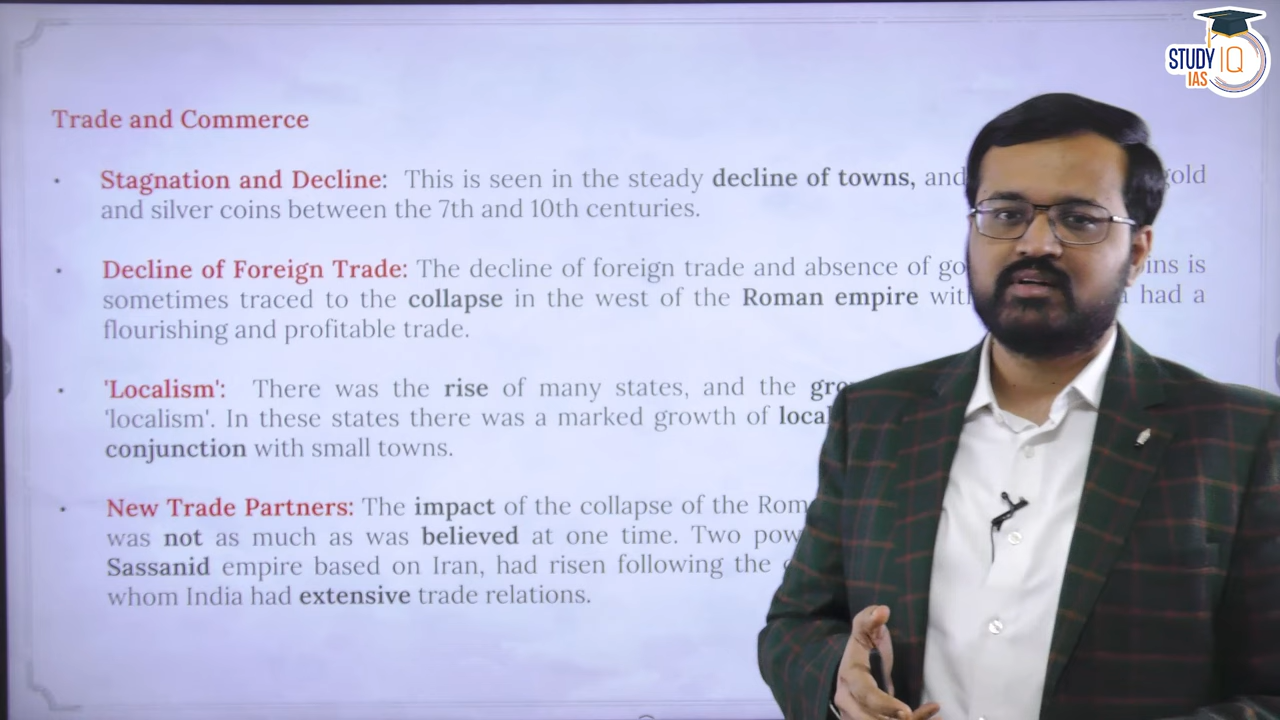 STUDY IQ
IAS
Trade and Commerce
• Stagnation and Decline: This is seen in the steady decline of towns, and gold
and silver coins between the 7th and 10th centuries.
• Decline of Foreign Trade: The decline of foreign trade and absence of is
sometimes traced to the collapse in the west of the Roman empire had a
flourishing and profitable trade.
• 'Localism': There was the rise of many states, and the
'localism'. In these states there was a marked growth of
conjunction with small towns.
• New Trade Partners: The impact of the collapse of the
was not as much as was believed at one time. Two
Sassanid empire based on Iran, had risen following the
whom India had extensive trade relations.